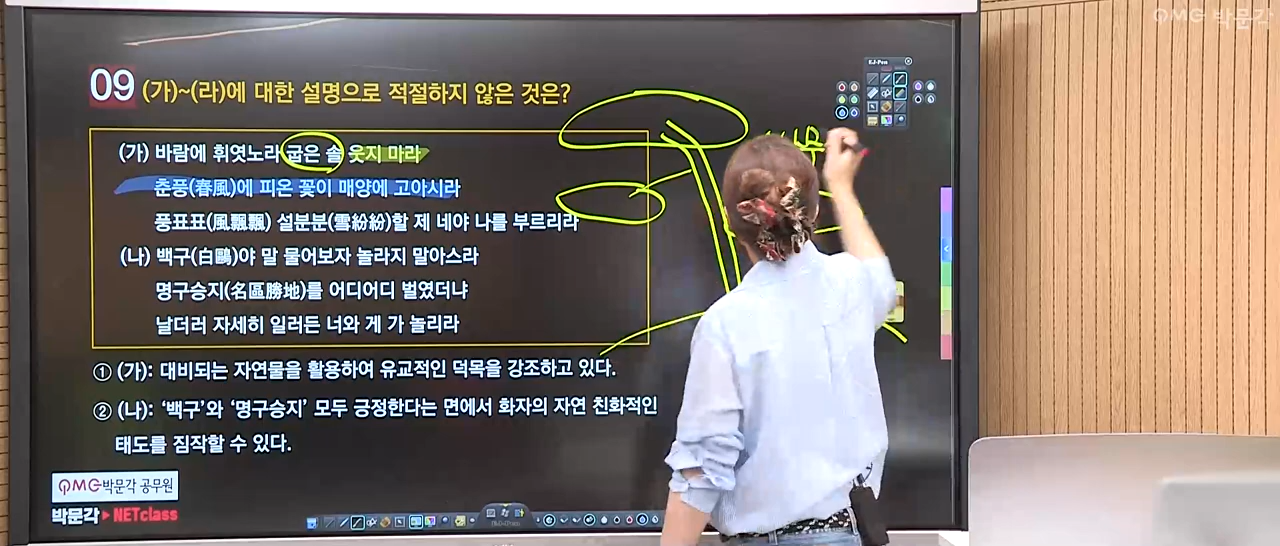 QMG 박문각
EJ-Pen
09 (가)~(라)에 대한 설명으로 적절하지 않은 것은?
(가) 바람에 휘엿노라 굽은 솔 웃지 마라
춘풍(春風)에 피온 꽃이 매양에 고아시랴
풍표표(風飄飄) 설분분(雪紛紛)할 제 네야 나를 부르리라
(나) 백구(白鷗)야 말 물어보자 놀라지 말아스라
명구승지(名區勝地)를 어디어디 벌였더냐
날더러 자세히 일러든 너와 게 가 놀리라
① (가): 대비되는 자연물을 활용하여 유교적인 덕목을 강조하고 있다.
② (나): ‘백구’와 ‘명구승지’ 모두 긍정한다는 면에서 화자의 자연 친화적인
태도를 짐작할 수 있다.
QMG박문각 공무원
박문각 ▶ NETclass